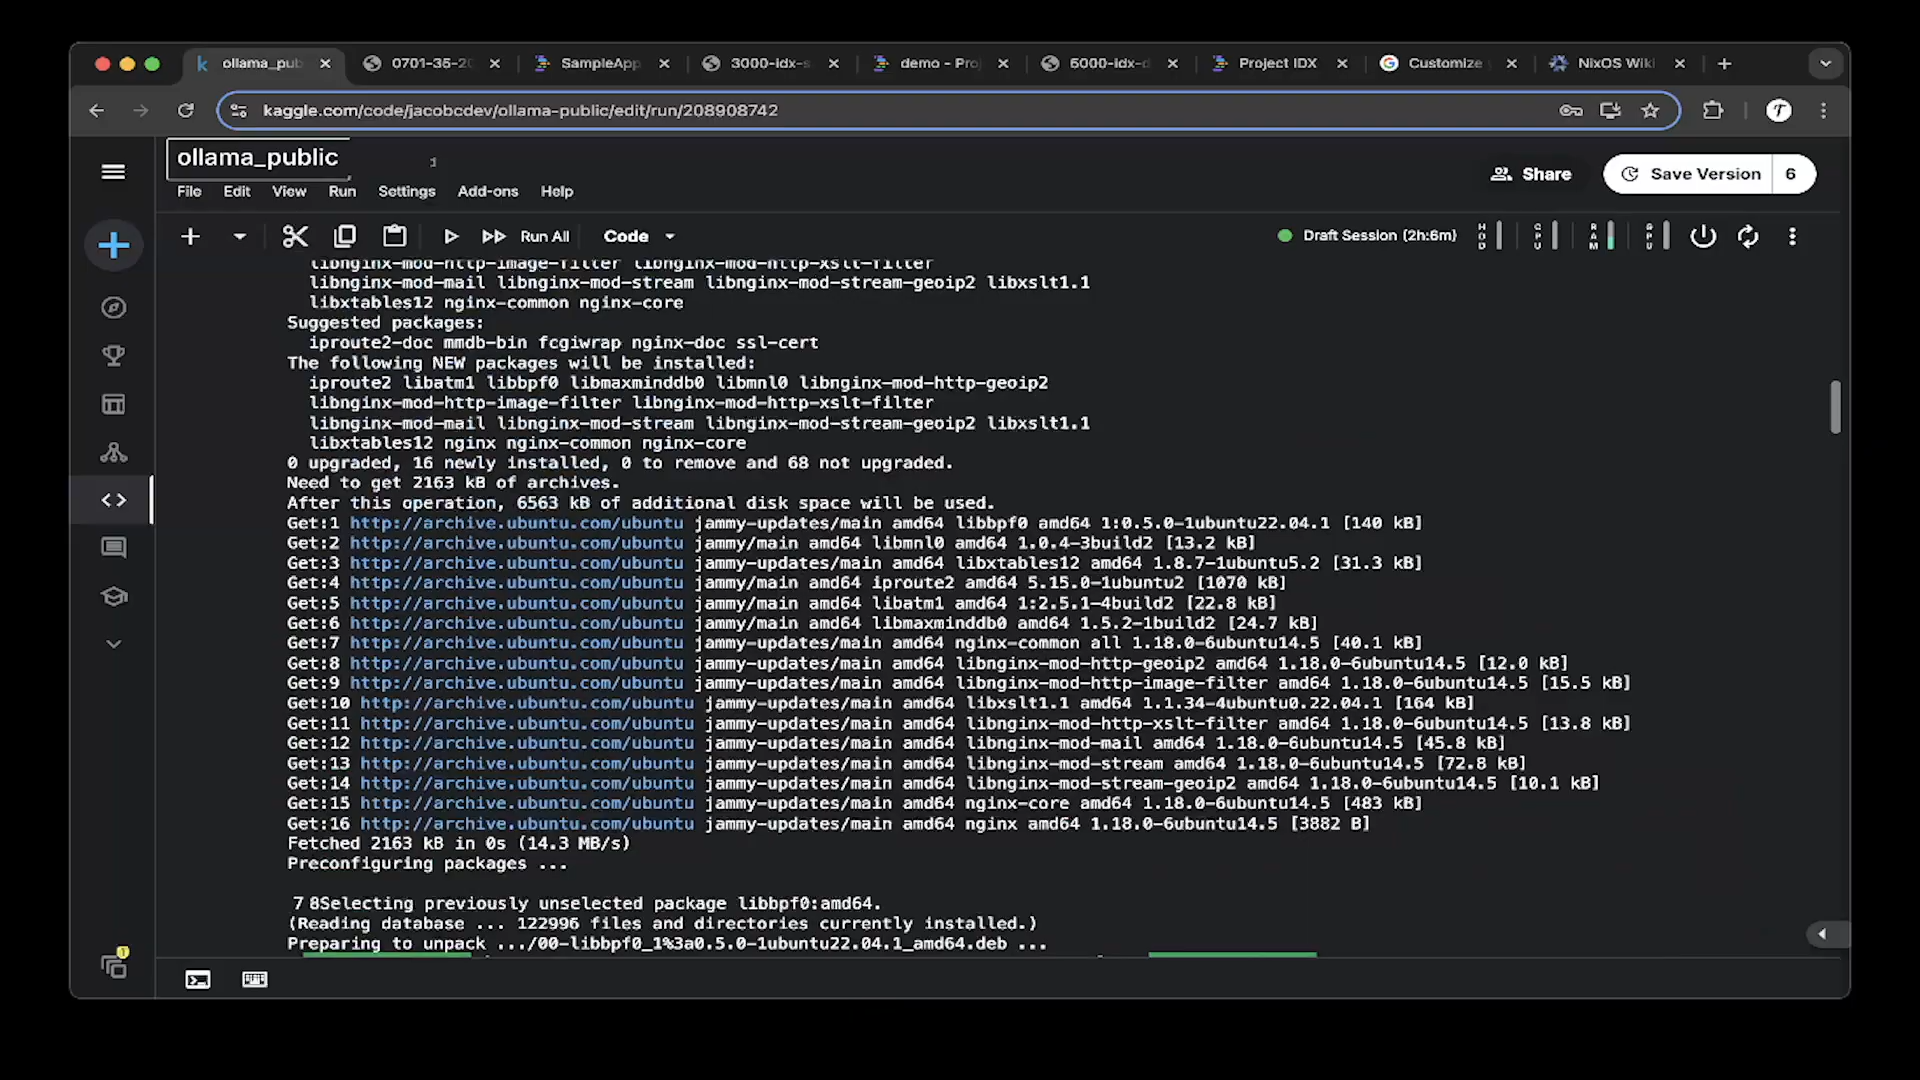 ollama_pub
0701-35-2
SampleApp
3000-idx-s
demo - Pro
6000-idx-d
Project IDX
Customize
NixOS Wiki
kaggle.com/code/jacobcdev/ollama-public/edit/run/208908742
ollama_public
Share
Save Version
6
File Edit View Run Settings Add-ons Help
Run All
Code
Draft Session (2h:6m)
HDD
CPU
RAM
GPU
libnginx-mod-http-image-filter libnginx-mod-http-xslt-filter
libnginx-mod-mail libnginx-mod-stream libnginx-mod-stream-geoip2 libxslt1.1
libxtables12 nginx-common nginx-core
Suggested packages:
iproute2-doc mmdb-bin fcgiwrap nginx-doc ssl-cert
The following NEW packages will be installed:
iproute2 libatm1 libbpf0 libmaxminddb0 libmnl0 libnginx-mod-http-geoip2
libnginx-mod-http-image-filter libnginx-mod-http-xslt-filter
libnginx-mod-mail libnginx-mod-stream libnginx-mod-stream-geoip2 libxslt1.1
libxtables12 nginx nginx-common nginx-core
0 upgraded, 16 newly installed, 0 to remove and 68 not upgraded.
Need to get 2163 kB of archives.
After this operation, 6563 kB of additional disk space will be used.
Get:1 http://archive.ubuntu.com/ubuntu jammy-updates/main amd64 libbpf0 amd64 1:0.5.0-1ubuntu22.04.1 [140 kB]
Get:2 http://archive.ubuntu.com/ubuntu jammy/main amd64 libmnl0 amd64 1.0.4-3build2 [13.2 kB]
Get:3 http://archive.ubuntu.com/ubuntu jammy-updates/main amd64 libxtables12 amd64 1.8.7-1ubuntu5.2 [31.3 kB]
Get:4 http://archive.ubuntu.com/ubuntu jammy/main amd64 iproute2 amd64 5.15.0-1ubuntu2 [1070 kB]
Get:5 http://archive.ubuntu.com/ubuntu jammy/main amd64 libatm1 amd64 1:2.5.1-4build2 [22.8 kB]
Get:6 http://archive.ubuntu.com/ubuntu jammy/main amd64 libmaxminddb0 amd64 1.5.2-1build2 [24.7 kB]
Get:7 http://archive.ubuntu.com/ubuntu jammy-updates/main amd64 nginx-common all 1.18.0-6ubuntu14.5 [40.1 kB]
Get:8 http://archive.ubuntu.com/ubuntu jammy-updates/main amd64 libnginx-mod-http-geoip2 amd64 1.18.0-6ubuntu14.5 [12.0 kB]
Get:9 http://archive.ubuntu.com/ubuntu jammy-updates/main amd64 libnginx-mod-http-image-filter amd64 1.18.0-6ubuntu14.5 [15.5 kB]
Get:10 http://archive.ubuntu.com/ubuntu jammy-updates/main amd64 libxslt1.1 amd64 1.1.34-4ubuntu0.22.04.1 [164 kB]
Get:11 http://archive.ubuntu.com/ubuntu jammy-updates/main amd64 libnginx-mod-http-xslt-filter amd64 1.18.0-6ubuntu14.5 [13.8 kB]
Get:12 http://archive.ubuntu.com/ubuntu jammy-updates/main amd64 libnginx-mod-mail amd64 1.18.0-6ubuntu14.5 [45.8 kB]
Get:13 http://archive.ubuntu.com/ubuntu jammy-updates/main amd64 libnginx-mod-stream amd64 1.18.0-6ubuntu14.5 [72.8 kB]
Get:14 http://archive.ubuntu.com/ubuntu jammy-updates/main amd64 libnginx-mod-stream-geoip2 amd64 1.18.0-6ubuntu14.5 [10.1 kB]
Get:15 http://archive.ubuntu.com/ubuntu jammy-updates/main amd64 nginx-core amd64 1.18.0-6ubuntu14.5 [483 kB]
Get:16 http://archive.ubuntu.com/ubuntu jammy-updates/main amd64 nginx amd64 1.18.0-6ubuntu14.5 [3882 B]
Fetched 2163 kB in 0s (14.3 MB/s)
Preconfiguring packages ...
7 8Selecting previously unselected package libbpf0:amd64.
(Reading database ... 122996 files and directories currently installed.)
Preparing to unpack .../00-libbpf0_1%3a0.5.0-1ubuntu22.04.1_amd64.deb ...
1